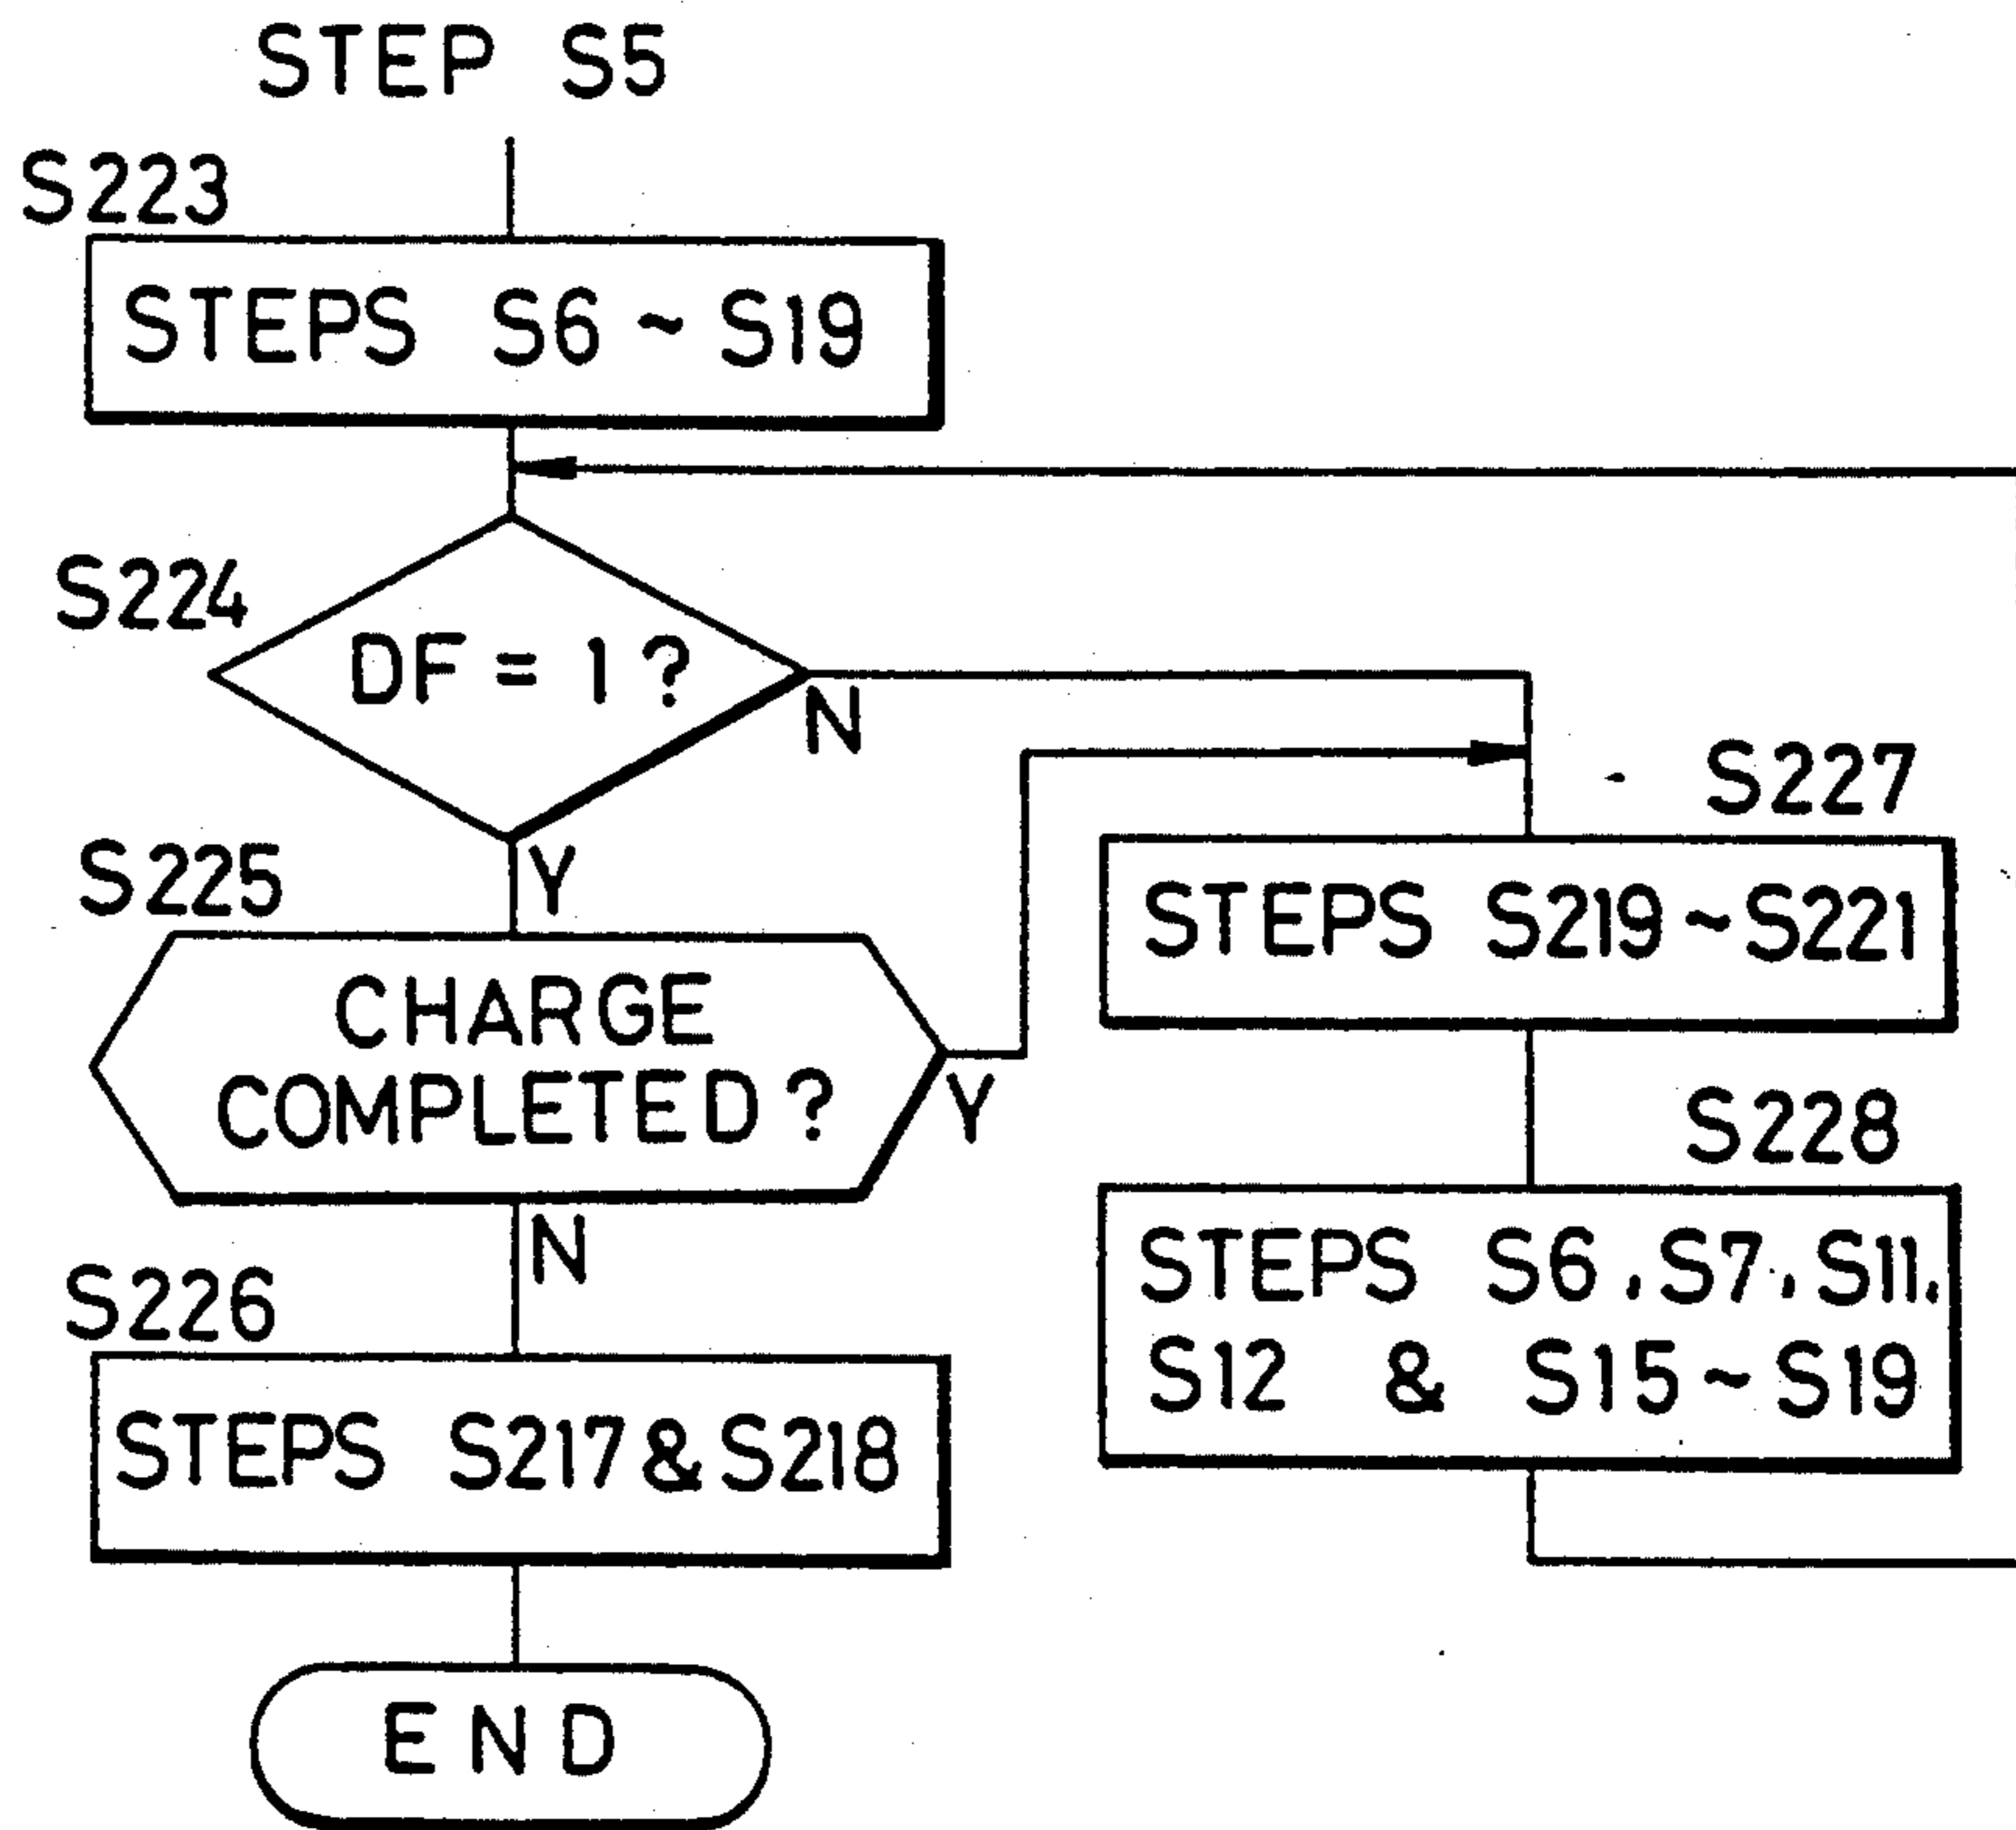 STEP S5
S223
STEPS S6 ~ S19
S224
DF = 1 ?
N
Y
S225
CHARGE
COMPLETED ?
Y
N
S226
STEPS S217 & S218
END
S227
STEPS S219 ~ S221
S228
STEPS S6, S7, S11,
S12 & S15 ~ S19